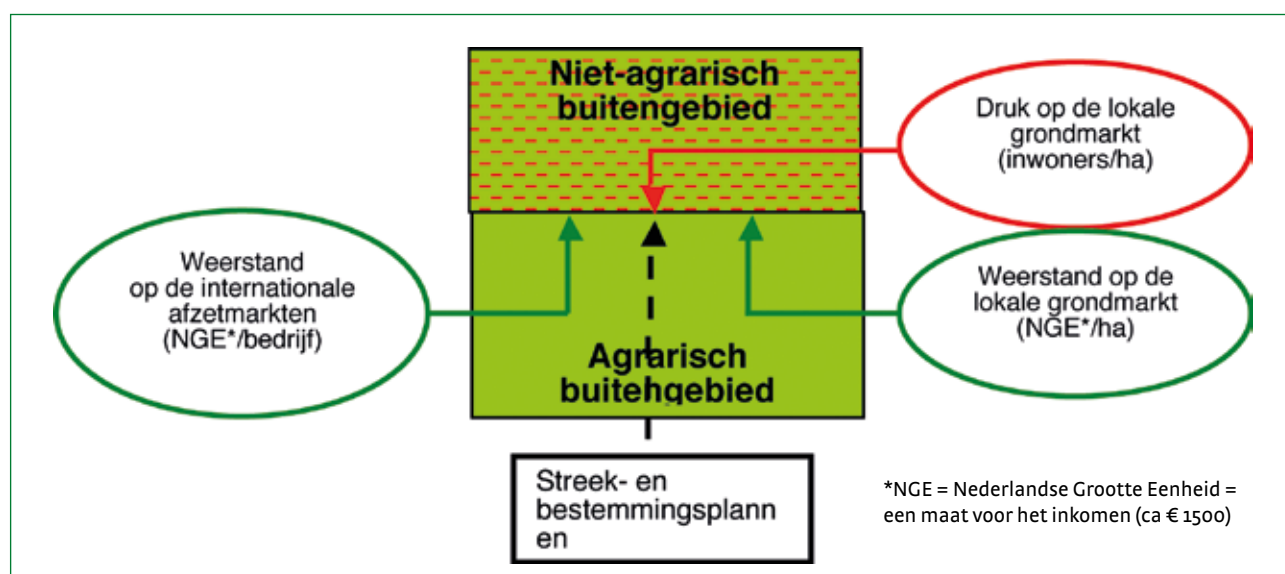 Niet-agrarisch
buitengebied
Druk op de lokale
grondmarkt
(inwoners/ha)
Weerstand
op de internationale
afzetmarkten
(NGE*/bedrijf)
Weerstand op de
lokale grondmarkt
(NGE*/ha)
Agrarisch
buitengebied
Streek- en
bestemmingsplann
en
*NGE = Nederlandse Grootte Eenheid =
een maat voor het inkomen (ca € 1500)